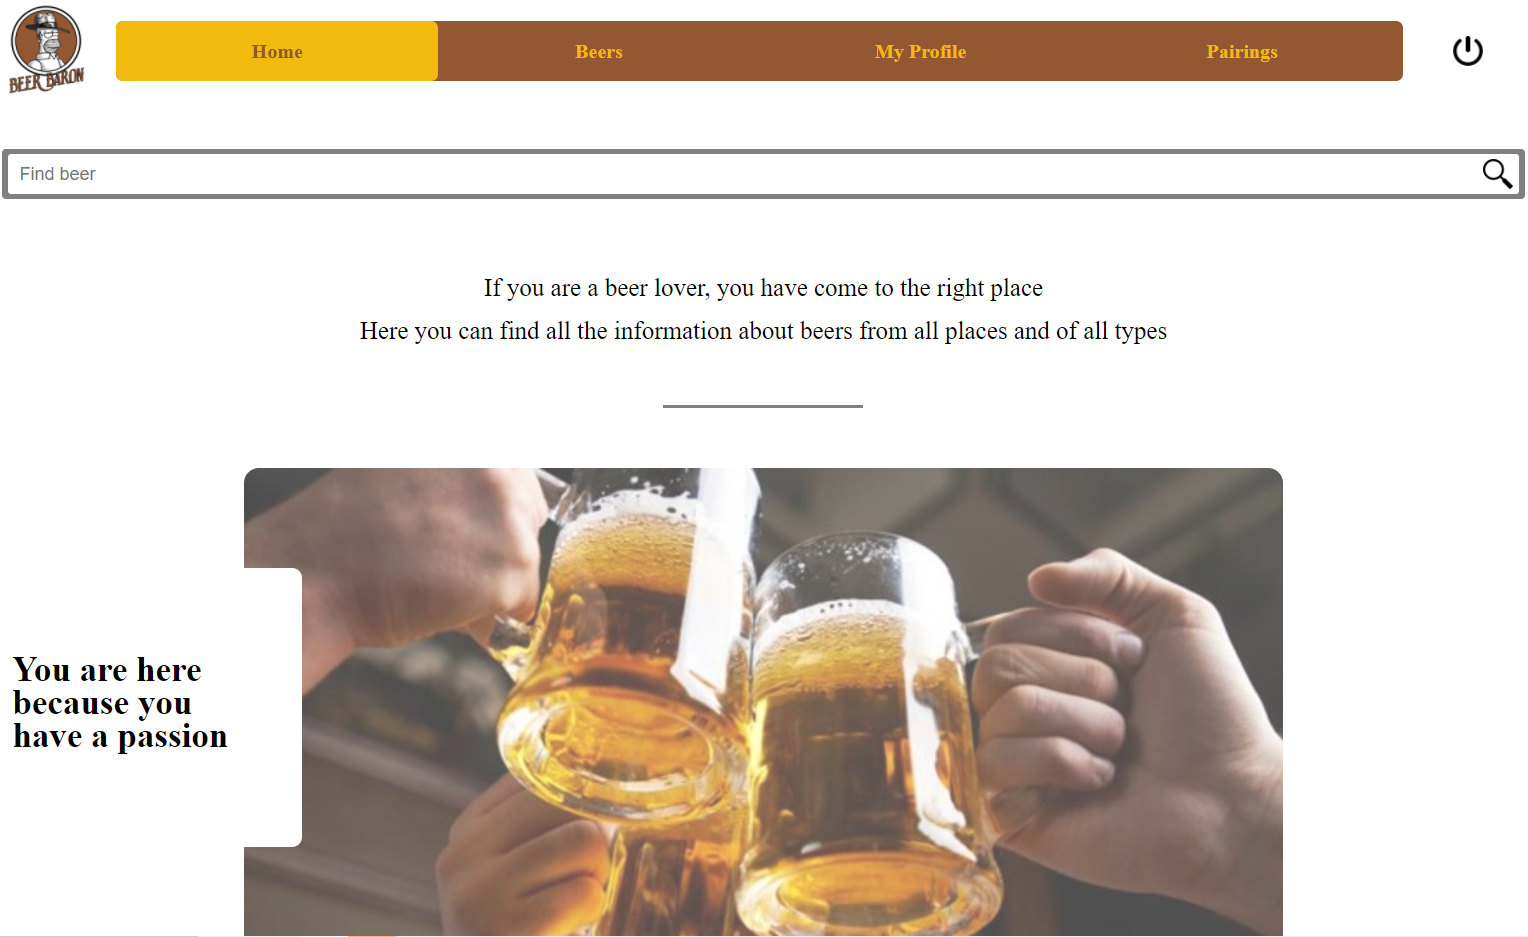 BEER BARON
Home
Beers
My Profile
Pairings
Find beer
If you are a beer lover, you have come to the right place
Here you can find all the information about beers from all places and of all types
You are here
because you
have a passion